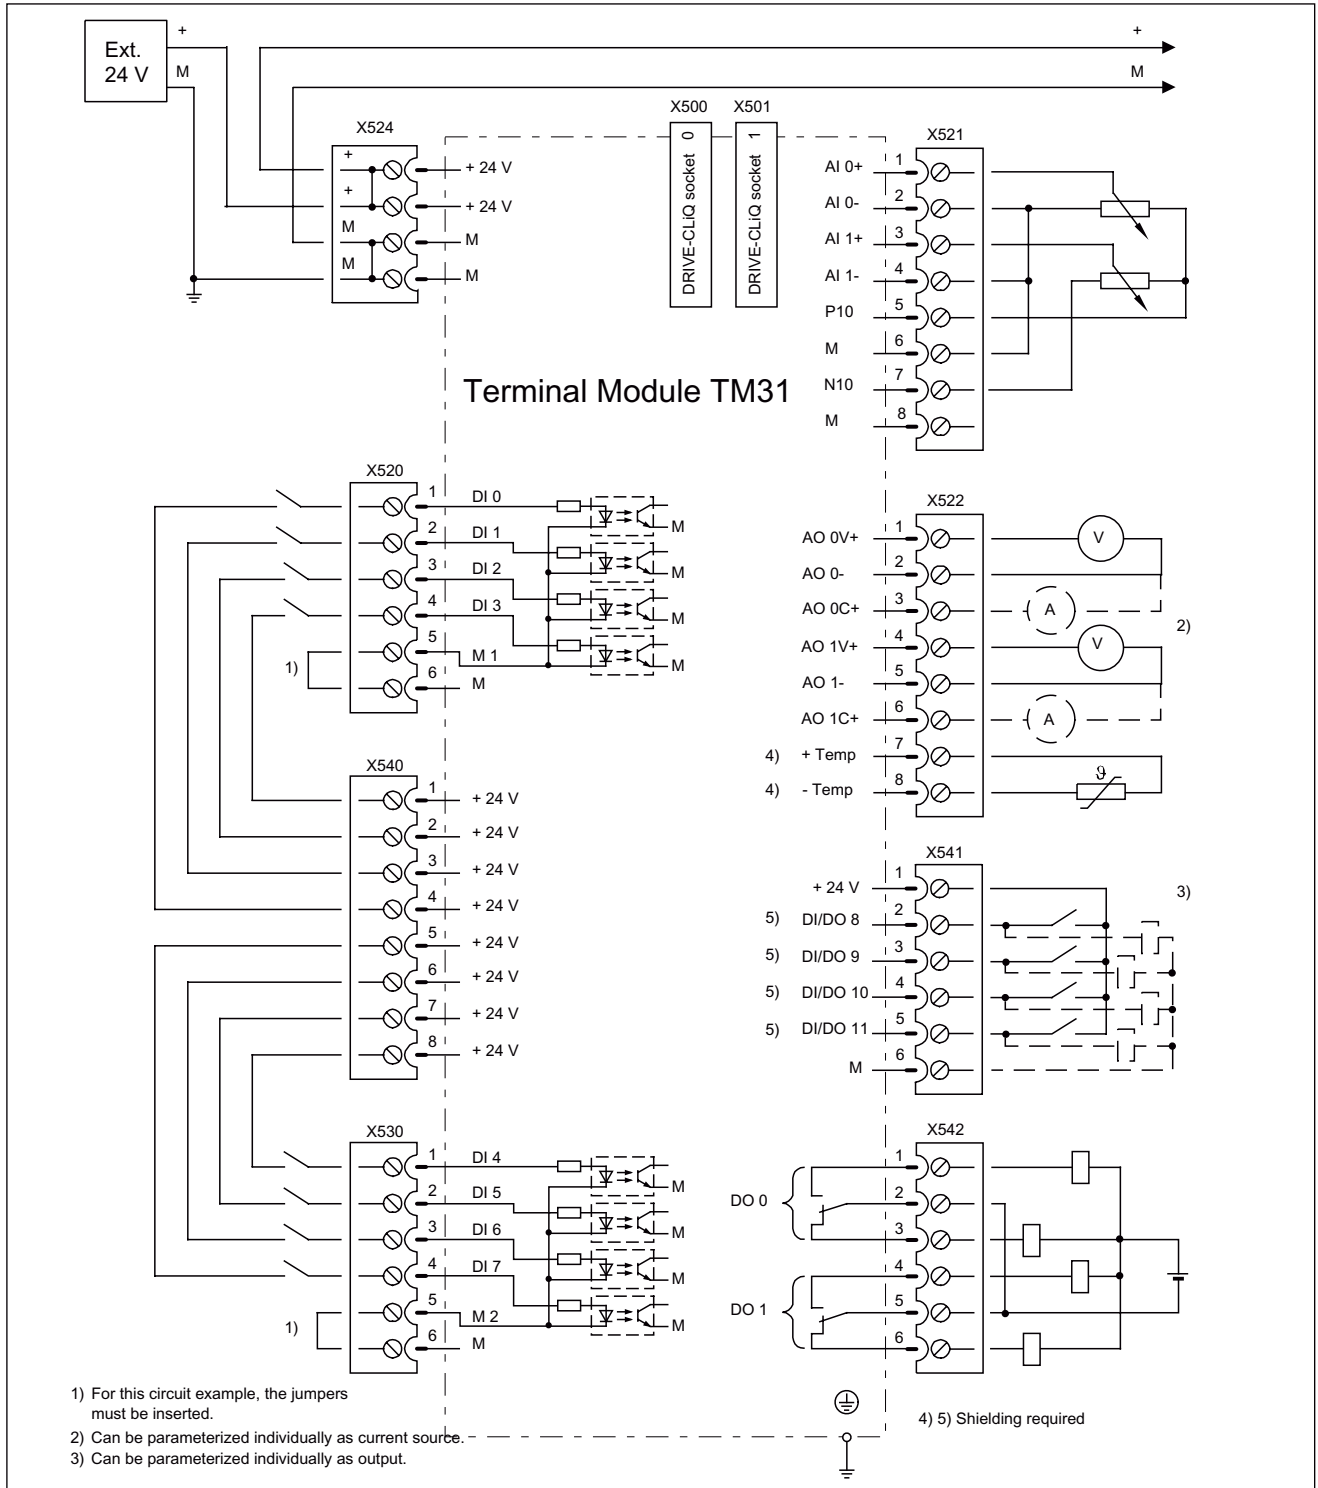 Ext.
24 V
+
M
+
M
X524
+
+
M
M
+ 24 V
+ 24 V
M
M
X500
DRIVE-CLiQ socket 0
X501
DRIVE-CLiQ socket 1
X521
AI 0+ 1
AI 0- 2
AI 1+ 3
AI 1- 4
P10 5
M 6
N10 7
M 8
Terminal Module TM31
X520
1 DI 0
2 DI 1
3 DI 2
4 DI 3
5 M 1
6 M
1)
M
M
M
M
X522
AO 0V+ 1 V
AO 0- 2
AO 0C+ 3 A
AO 1V+ 4 V
AO 1- 5
AO 1C+ 6 A
4) + Temp 7
4) - Temp 8 ϑ
2)
X540
1 + 24 V
2 + 24 V
3 + 24 V
4 + 24 V
5 + 24 V
6 + 24 V
7 + 24 V
8 + 24 V
X541
+ 24 V 1
5) DI/DO 8 2
5) DI/DO 9 3
5) DI/DO 10 4
5) DI/DO 11 5
M 6
3)
X530
1 DI 4
2 DI 5
3 DI 6
4 DI 7
5 M 2
6 M
1)
M
M
M
M
X542
DO 0
1
2
3
DO 1
4
5
6
1) For this circuit example, the jumpers
must be inserted.
2) Can be parameterized individually as current source.
3) Can be parameterized individually as output.
4) 5) Shielding required